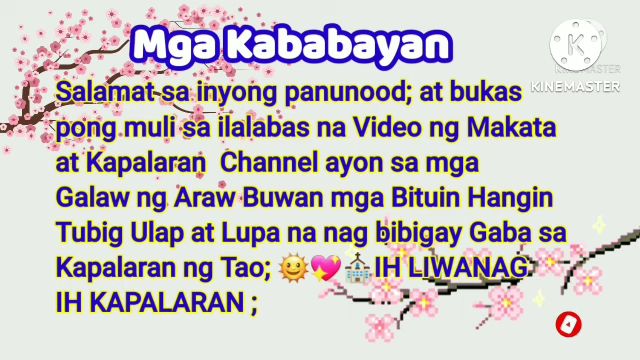 Mga Kababayan
Salamat sa inyong panunood; at bukas
pong muli sa ilalabas na Video ng Makata
at Kapalaran Channel ayon sa mga
Galaw ng Araw Buwan mga Bituin Hangin
Tubig Ulap at Lupa na nag bibigay Gaba sa
Kapalaran ng Tao; 🌞💖⛪IH LIWANAG.
IH KAPALARAN ;
K
KINEMASTER
KINEMASTER